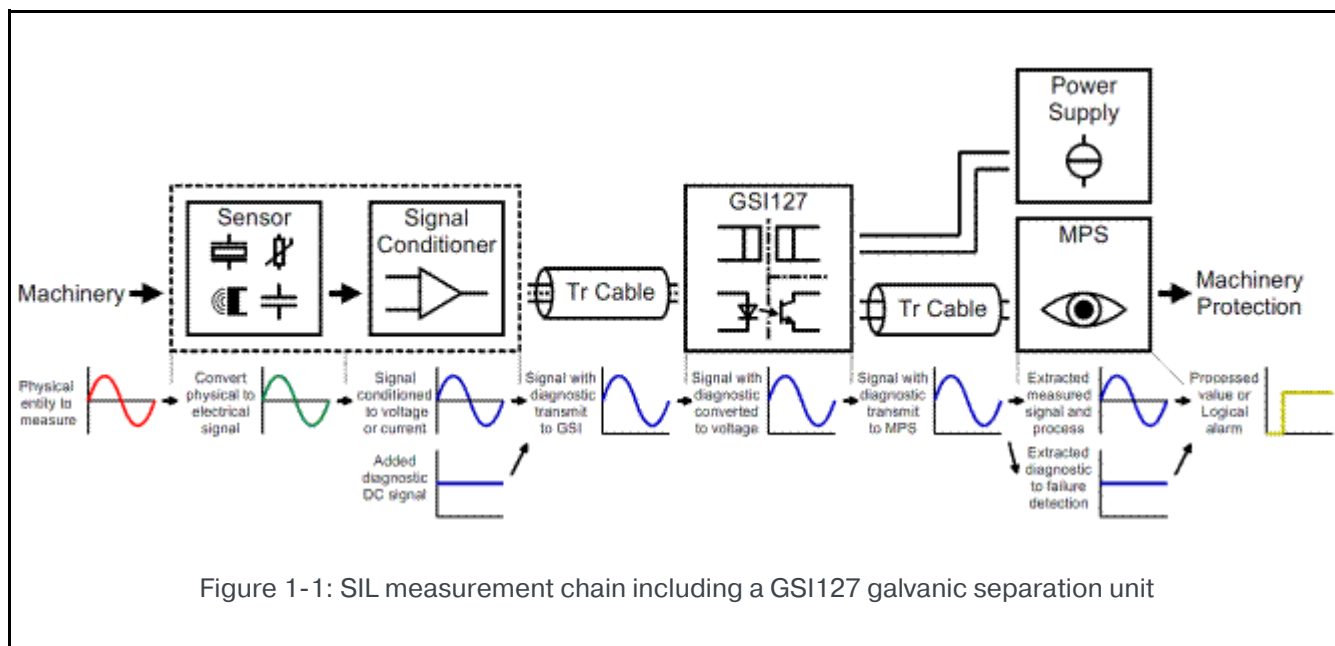 Power
Supply
Sensor
Signal
Conditioner
GSI127
MPS
Machinery
Tr Cable
Tr Cable
Machinery
Protection
Physical
entity to
measure
Convert
physical to
electrical
signal
Signal
conditioned
to voltage
or current
Signal with
diagnostic
transmit
to GSI
Signal with
diagnostic
converted
to voltage
Signal with
diagnostic
transmit
to MPS
Extracted
measured
signal and
process
Processed
value or
Logical
alarm
Added
diagnostic
DC signal
Extracted
diagnostic
to failure
detection
Figure 1-1: SIL measurement chain including a GSI127 galvanic separation unit